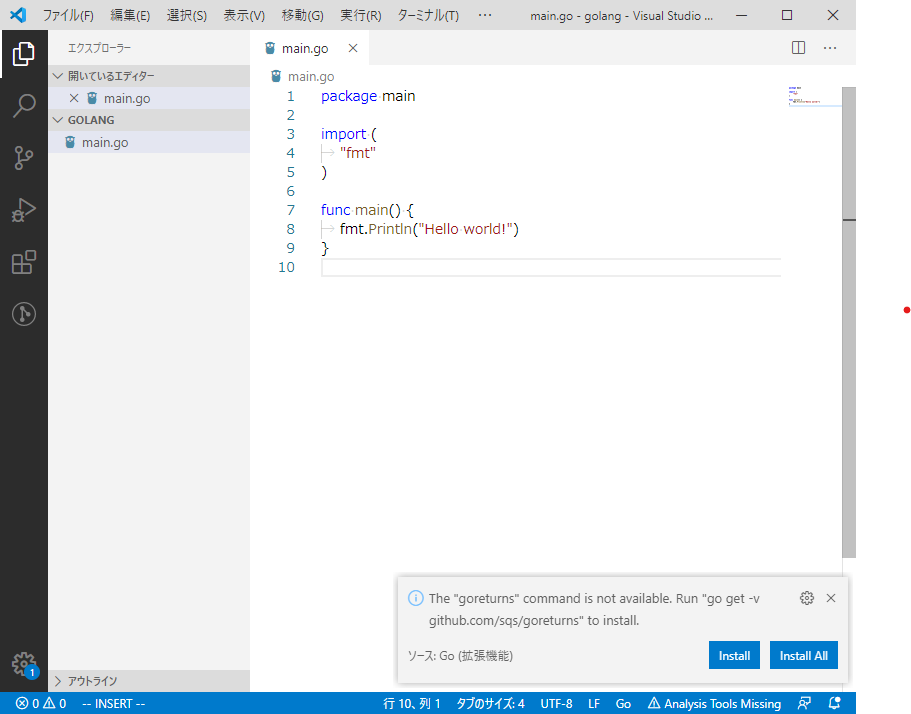 ファイル(F) 編集(E) 選択(S) 表示(V) 移動(G) 実行(R) ターミナル(T) ··· main.go - golang - Visual Studio ...
エクスプローラー
開いているエディター
main.go
GOLANG
main.go
アウトライン
main.go
main.go
1 package main
2
3 import (
4 "fmt"
5 )
6
7 func main() {
8 fmt.Println("Hello world!")
9 }
10
The "goreturns" command is not available. Run "go get -v
github.com/sqs/goreturns" to install.
ソース: Go (拡張機能) Install Install All
1
0 0 -- INSERT -- 行 10、列 1 タブのサイズ: 4 UTF-8 LF Go Analysis Tools Missing